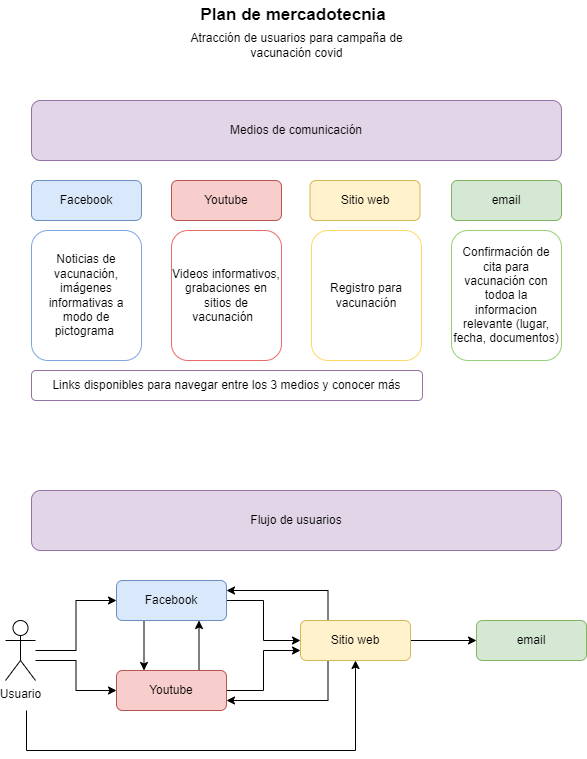 Plan de mercadotecnia
Atracción de usuarios para campaña de
vacunación covid
Medios de comunicación
Facebook
Youtube
Sitio web
email
Noticias de
vacunación,
imágenes
informativas a
modo de
pictograma
Videos informativos,
grabaciones en
sitios de
vacunación
Registro para
vacunación
Confirmación de
cita para
vacunación con
todoa la
informacion
relevante (lugar,
fecha, documentos)
Links disponibles para navegar entre los 3 medios y conocer más
Flujo de usuarios
Facebook
Sitio web
email
Youtube
Usuario